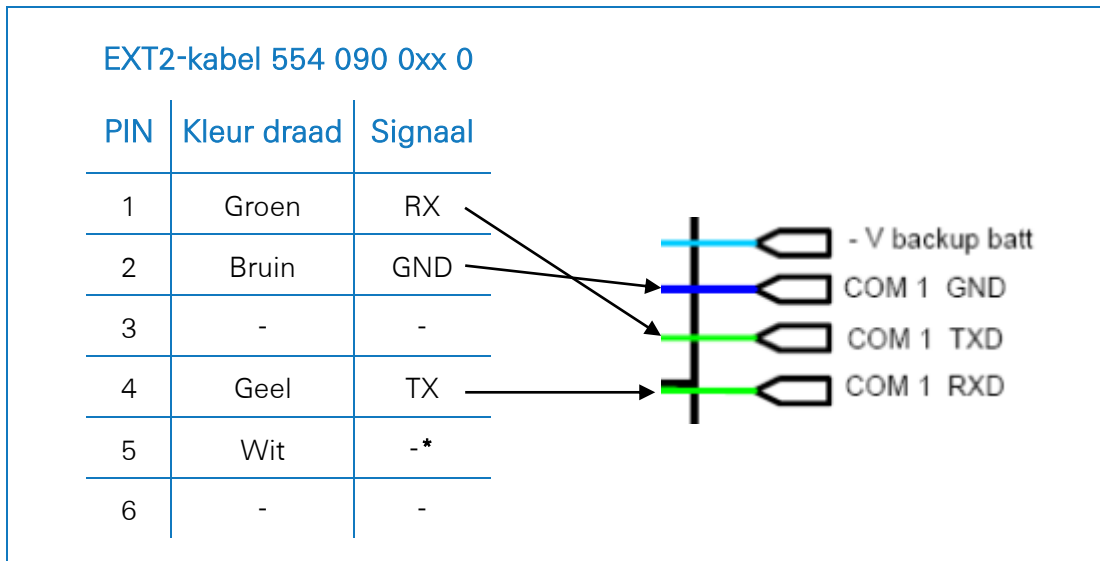 EXT2-kabel 554 090 0xx 0
PIN Kleur draad Signaal
1 Groen RX
2 Bruin GND
3 - -
4 Geel TX
5 Wit -*
6 - -
- V backup batt
COM 1 GND
COM 1 TXD
COM 1 RXD